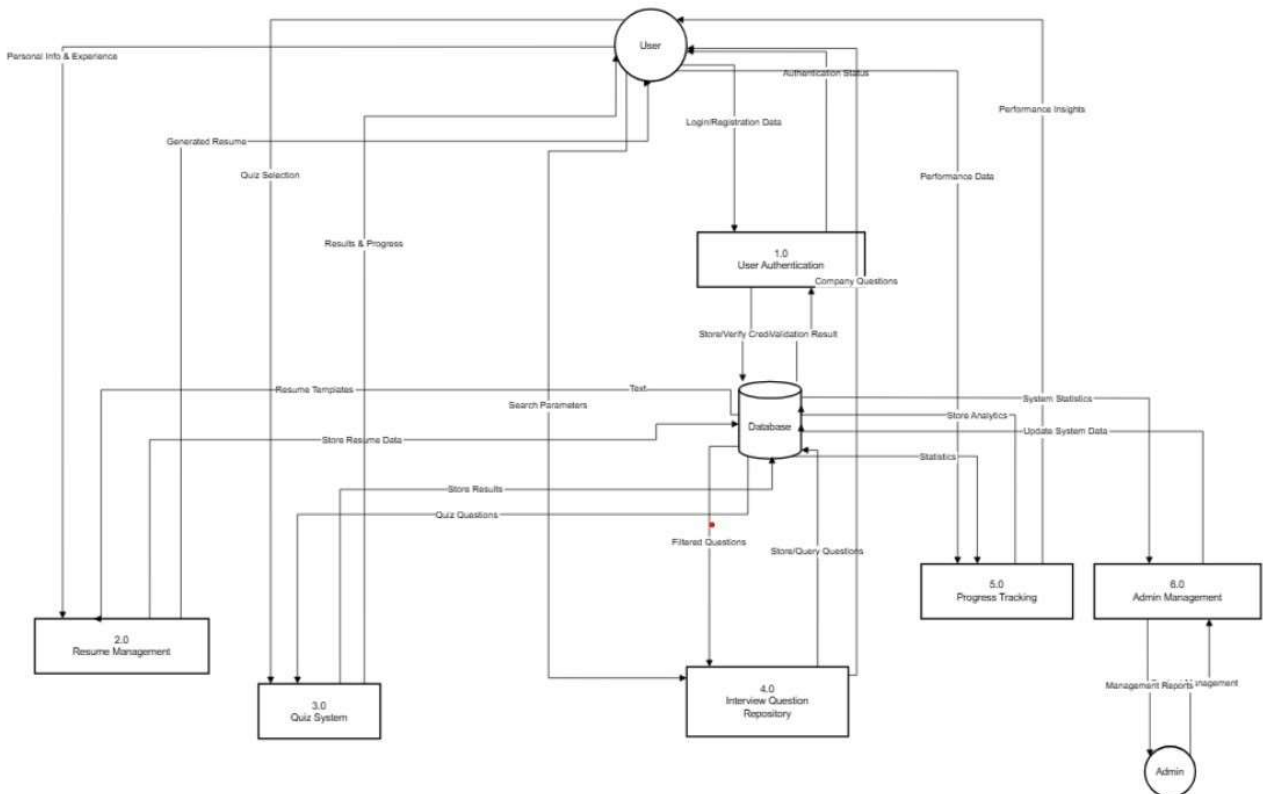 User
Personal Info & Experience
Authentication Status
Performance Insights
Login/Registration Data
Generated Resume
Quiz Selection
Performance Data
Results & Progress
1.0
User Authentication
Company Questions
Store/Verify Cred
Validation Result
Resume Templates
Text
Search Parameters
System Statistics
Store Analytics
Database
Update System Data
Store Resume Data
Statistics
Store Results
Quiz Questions
Filtered Questions
Store/Query Questions
5.0
Progress Tracking
6.0
Admin Management
2.0
Resume Management
4.0
Interview Question
Repository
3.0
Quiz System
Management Reports
Management
Admin